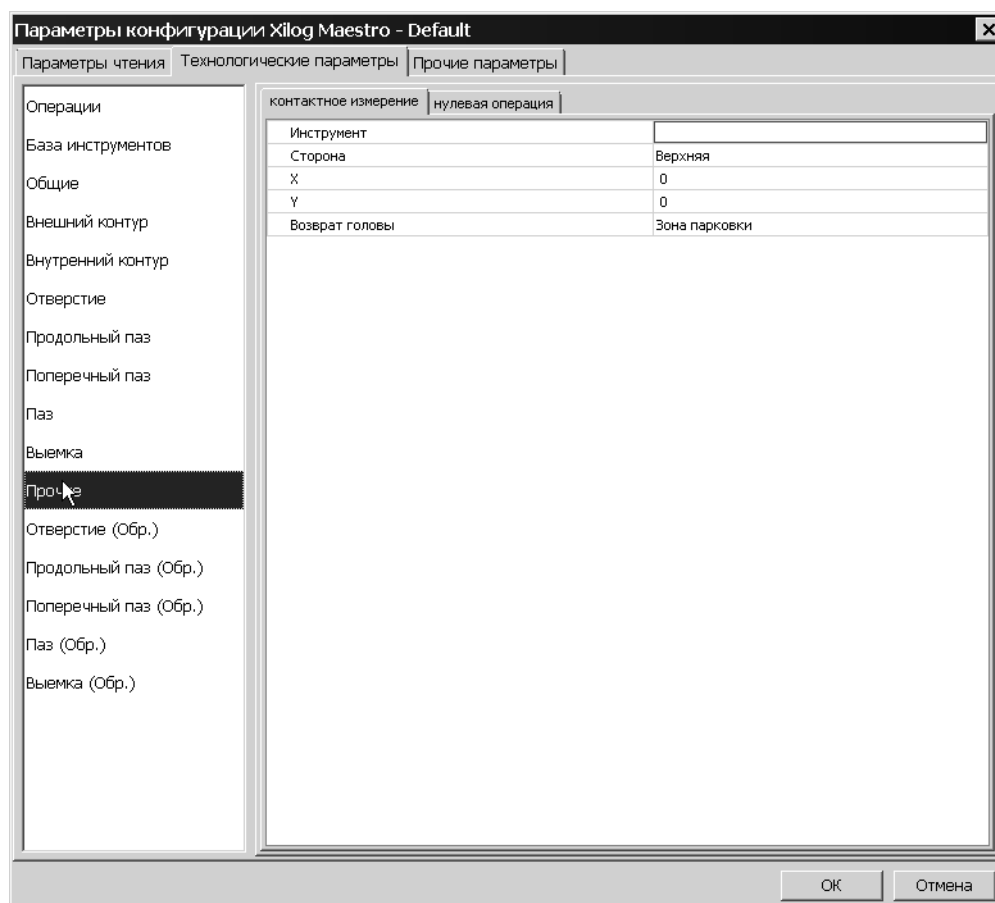 Параметры конфигурации Xilog Maestro - Default
Параметры чтения Технологические параметры Прочие параметры
Операции
База инструментов
Общие
Внешний контур
Внутренний контур
Отверстие
Продольный паз
Поперечный паз
Паз
Выемка
Прочие
Отверстие (Обр.)
Продольный паз (Обр.)
Поперечный паз (Обр.)
Паз (Обр.)
Выемка (Обр.)
контактное измерение нулевая операция
Инструмент
Сторона Верхняя
X 0
Y 0
Возврат головы Зона парковки
ОК Отмена